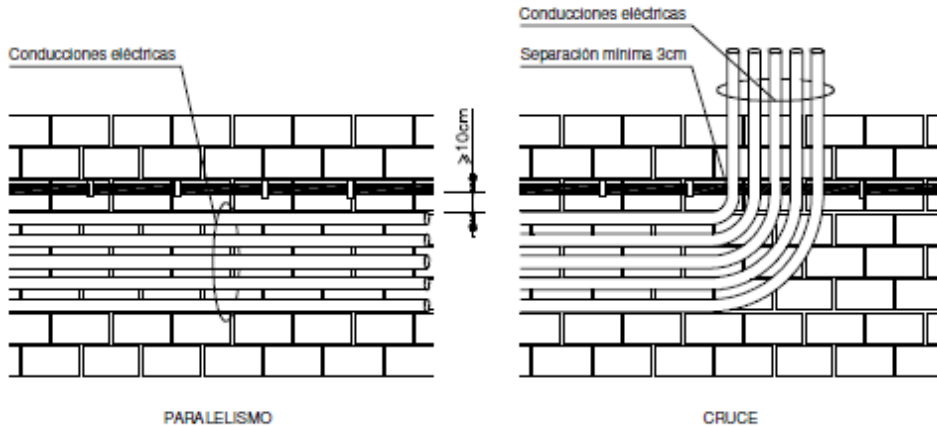 Conducciones eléctricas
≥10cm
PARALELISMO
Conducciones eléctricas
Separación mínima 3cm
CRUCE